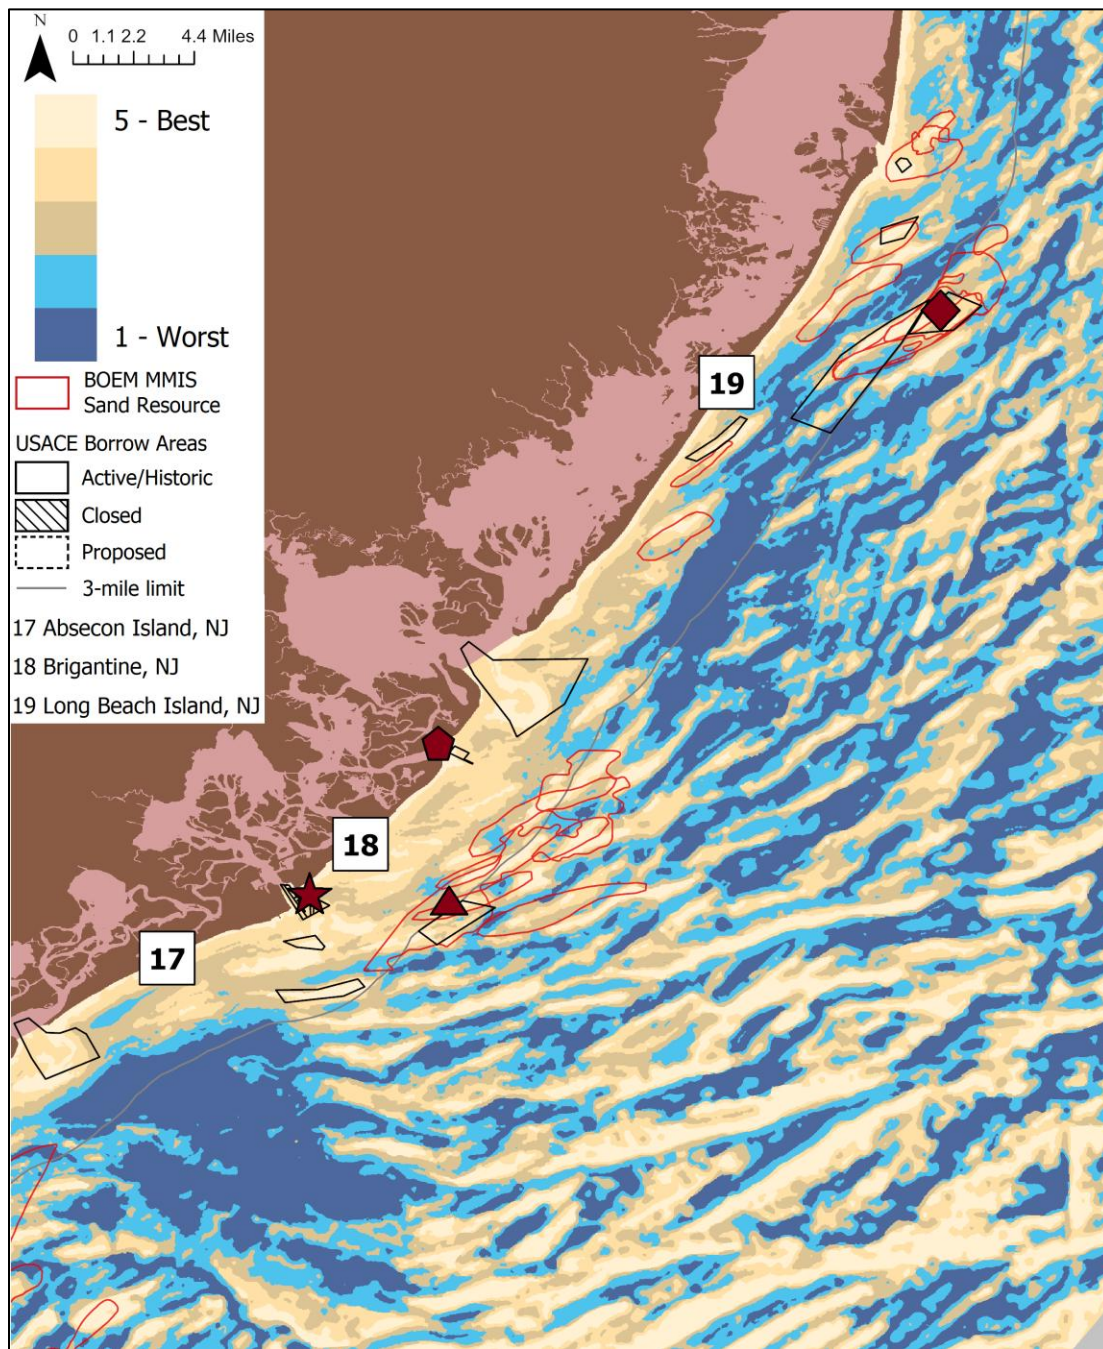 N
0 1.1 2.2 4.4 Miles
5 - Best
1 - Worst
BOEM MMIS
Sand Resource
USACE Borrow Areas
Active/Historic
Closed
Proposed
3-mile limit
17 Absecon Island, NJ
18 Brigantine, NJ
19 Long Beach Island, NJ
19
18
17